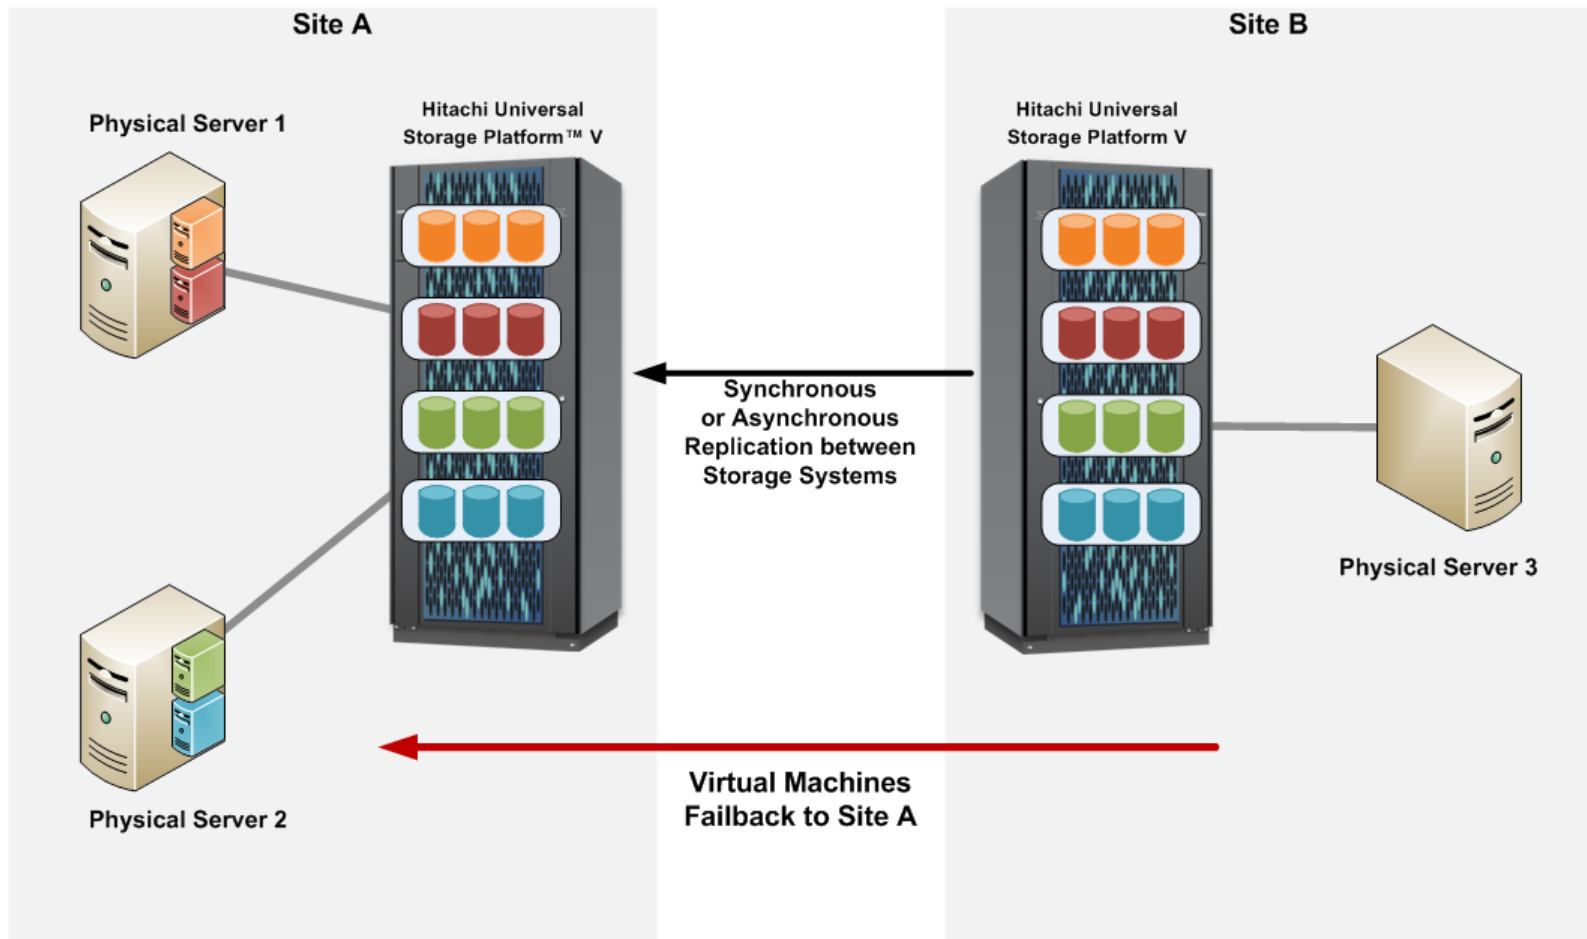 Site A
Site B
Physical Server 1
Hitachi Universal
Storage Platform™ V
Hitachi Universal
Storage Platform V
Synchronous
or Asynchronous
Replication between
Storage Systems
Physical Server 3
Virtual Machines
Failback to Site A
Physical Server 2